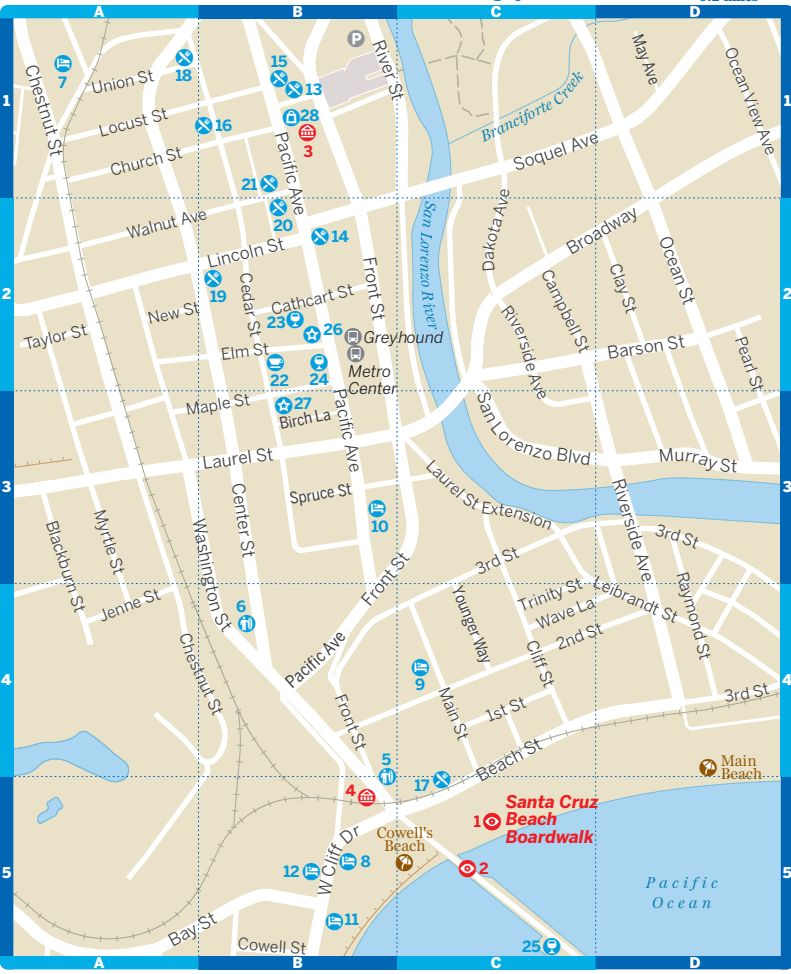 A
B
C
D
1
2
3
4
5
1
2
3
4
5
A
B
C
D
Chestnut St
7
Union St
18
15
13
P
River St
May Ave
Ocean View Ave
Locust St
16
28
3
Branciforte Creek
Church St
Pacific Ave
Soquel Ave
21
Walnut Ave
20
14
San Lorenzo River
Dakota Ave
Broadway
Lincoln St
19
Cedar St
Front St
Ocean St
Clay St
Campbell St
New St
Cathcart St
Taylor St
23
26
Greyhound
Riverside Ave
Barson St
Pearl St
Elm St
22
24
Metro
Center
Maple St
27
Birch La
Pacific Ave
San Lorenzo Blvd
Laurel St
Murray St
Laurel St Extension
Spruce St
10
Center St
Washington St
Myrtle St
Blackburn St
Riverside Ave
3rd St
3rd St
Front St
Jenne St
6
Younger Way
Trinity St
Leibrandt St
Raymond St
Wave La
2nd St
Chestnut St
Pacific Ave
Cliff St
9
Main St
1st St
3rd St
Front St
Beach St
5
17
Main
Beach
4
1
Santa Cruz
Beach
Boardwalk
Cowell's
Beach
W Cliff Dr
12
8
2
Pacific
Ocean
Bay St
11
Cowell St
25